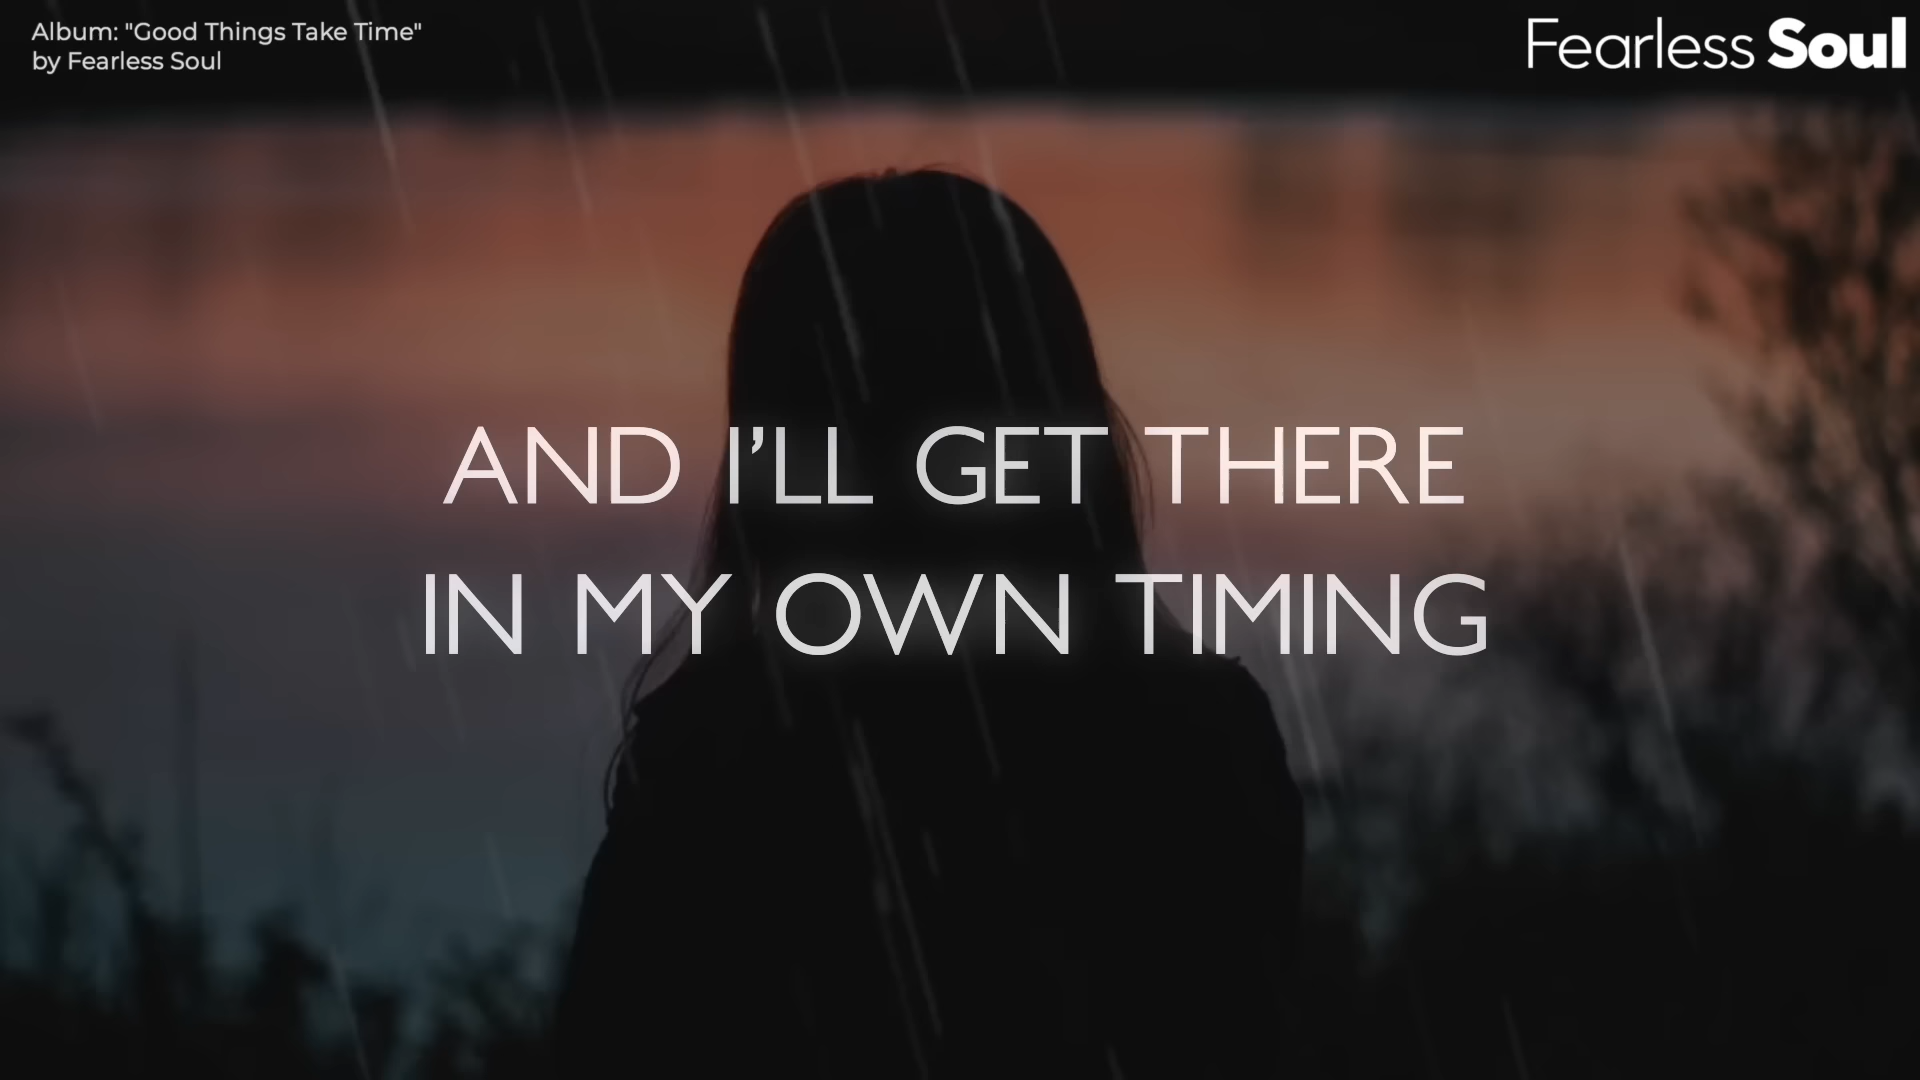 Album: "Good Things Take Time"
by Fearless Soul
Fearless Soul
AND I’LL GET THERE
IN MY OWN TIMING